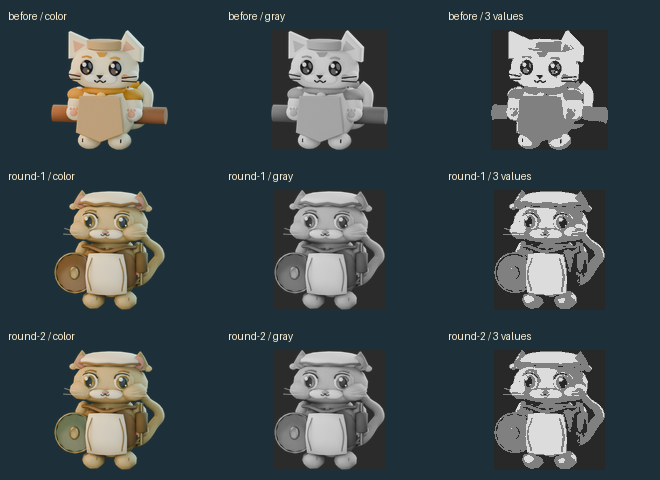 before / color
before / gray
before / 3 values
round-1 / color
round-1 / gray
round-1 / 3 values
round-2 / color
round-2 / gray
round-2 / 3 values